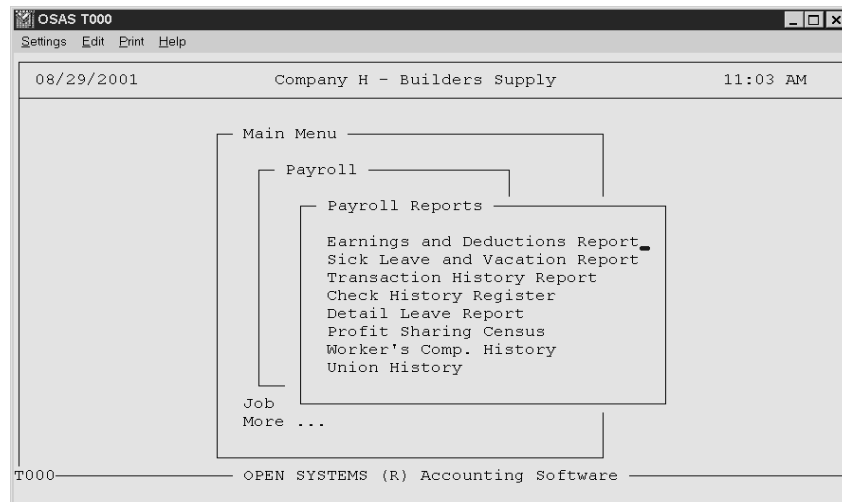 OSAS T000
Settings Edit Print Help
08/29/2001 Company H - Builders Supply 11:03 AM
Main Menu
Payroll
Payroll Reports
Earnings and Deductions Report
Sick Leave and Vacation Report
Transaction History Report
Check History Register
Detail Leave Report
Profit Sharing Census
Worker's Comp. History
Union History
Job
More ...
T000 OPEN SYSTEMS (R) Accounting Software